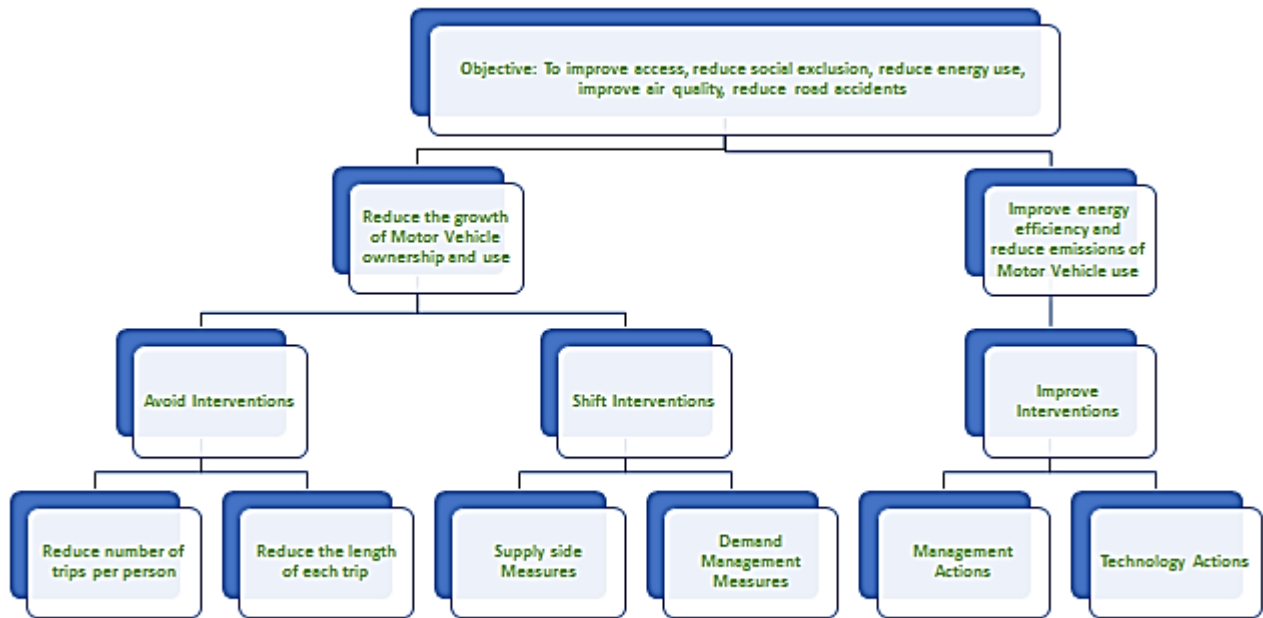 Objective: To improve access, reduce social exclusion, reduce energy use,
improve air quality, reduce road accidents
Reduce the growth
of Motor Vehicle
ownership and use
Improve energy
efficiency and
reduce emissions of
Motor Vehicle use
Avoid Interventions
Shift Interventions
Improve
Interventions
Reduce number of
trips per person
Reduce the length
of each trip
Supply side
Measures
Demand
Management
Measures
Management
Actions
Technology Actions